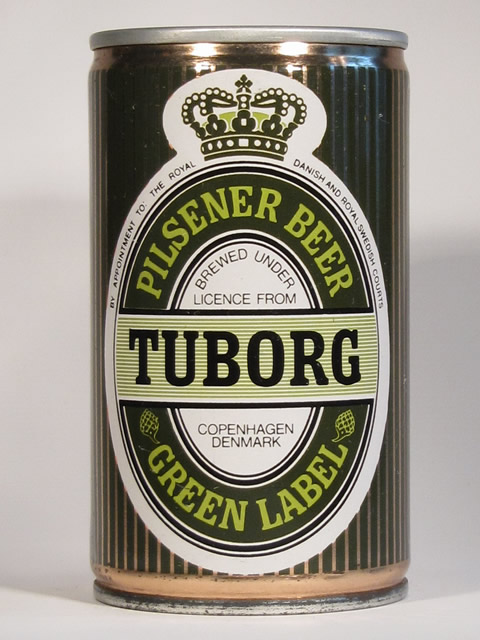 BY APPOINTMENT TO: THE ROYAL
DANISH AND ROYAL SWEDISH COURTS
PILSENER BEER
BREWED UNDER
LICENCE FROM
TUBORG
COPENHAGEN
DENMARK
GREEN LABEL